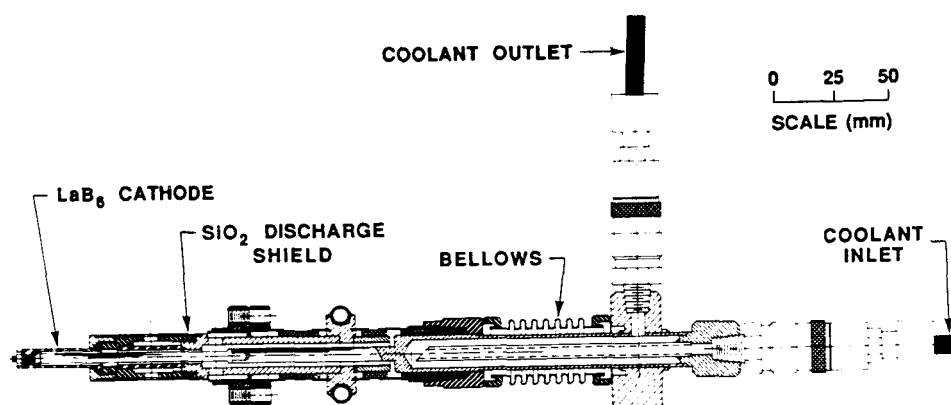 COOLANT OUTLET
0 25 50
SCALE (mm)
LaB₆ CATHODE
SiO₂ DISCHARGE
SHIELD
BELLOWS
COOLANT
INLET